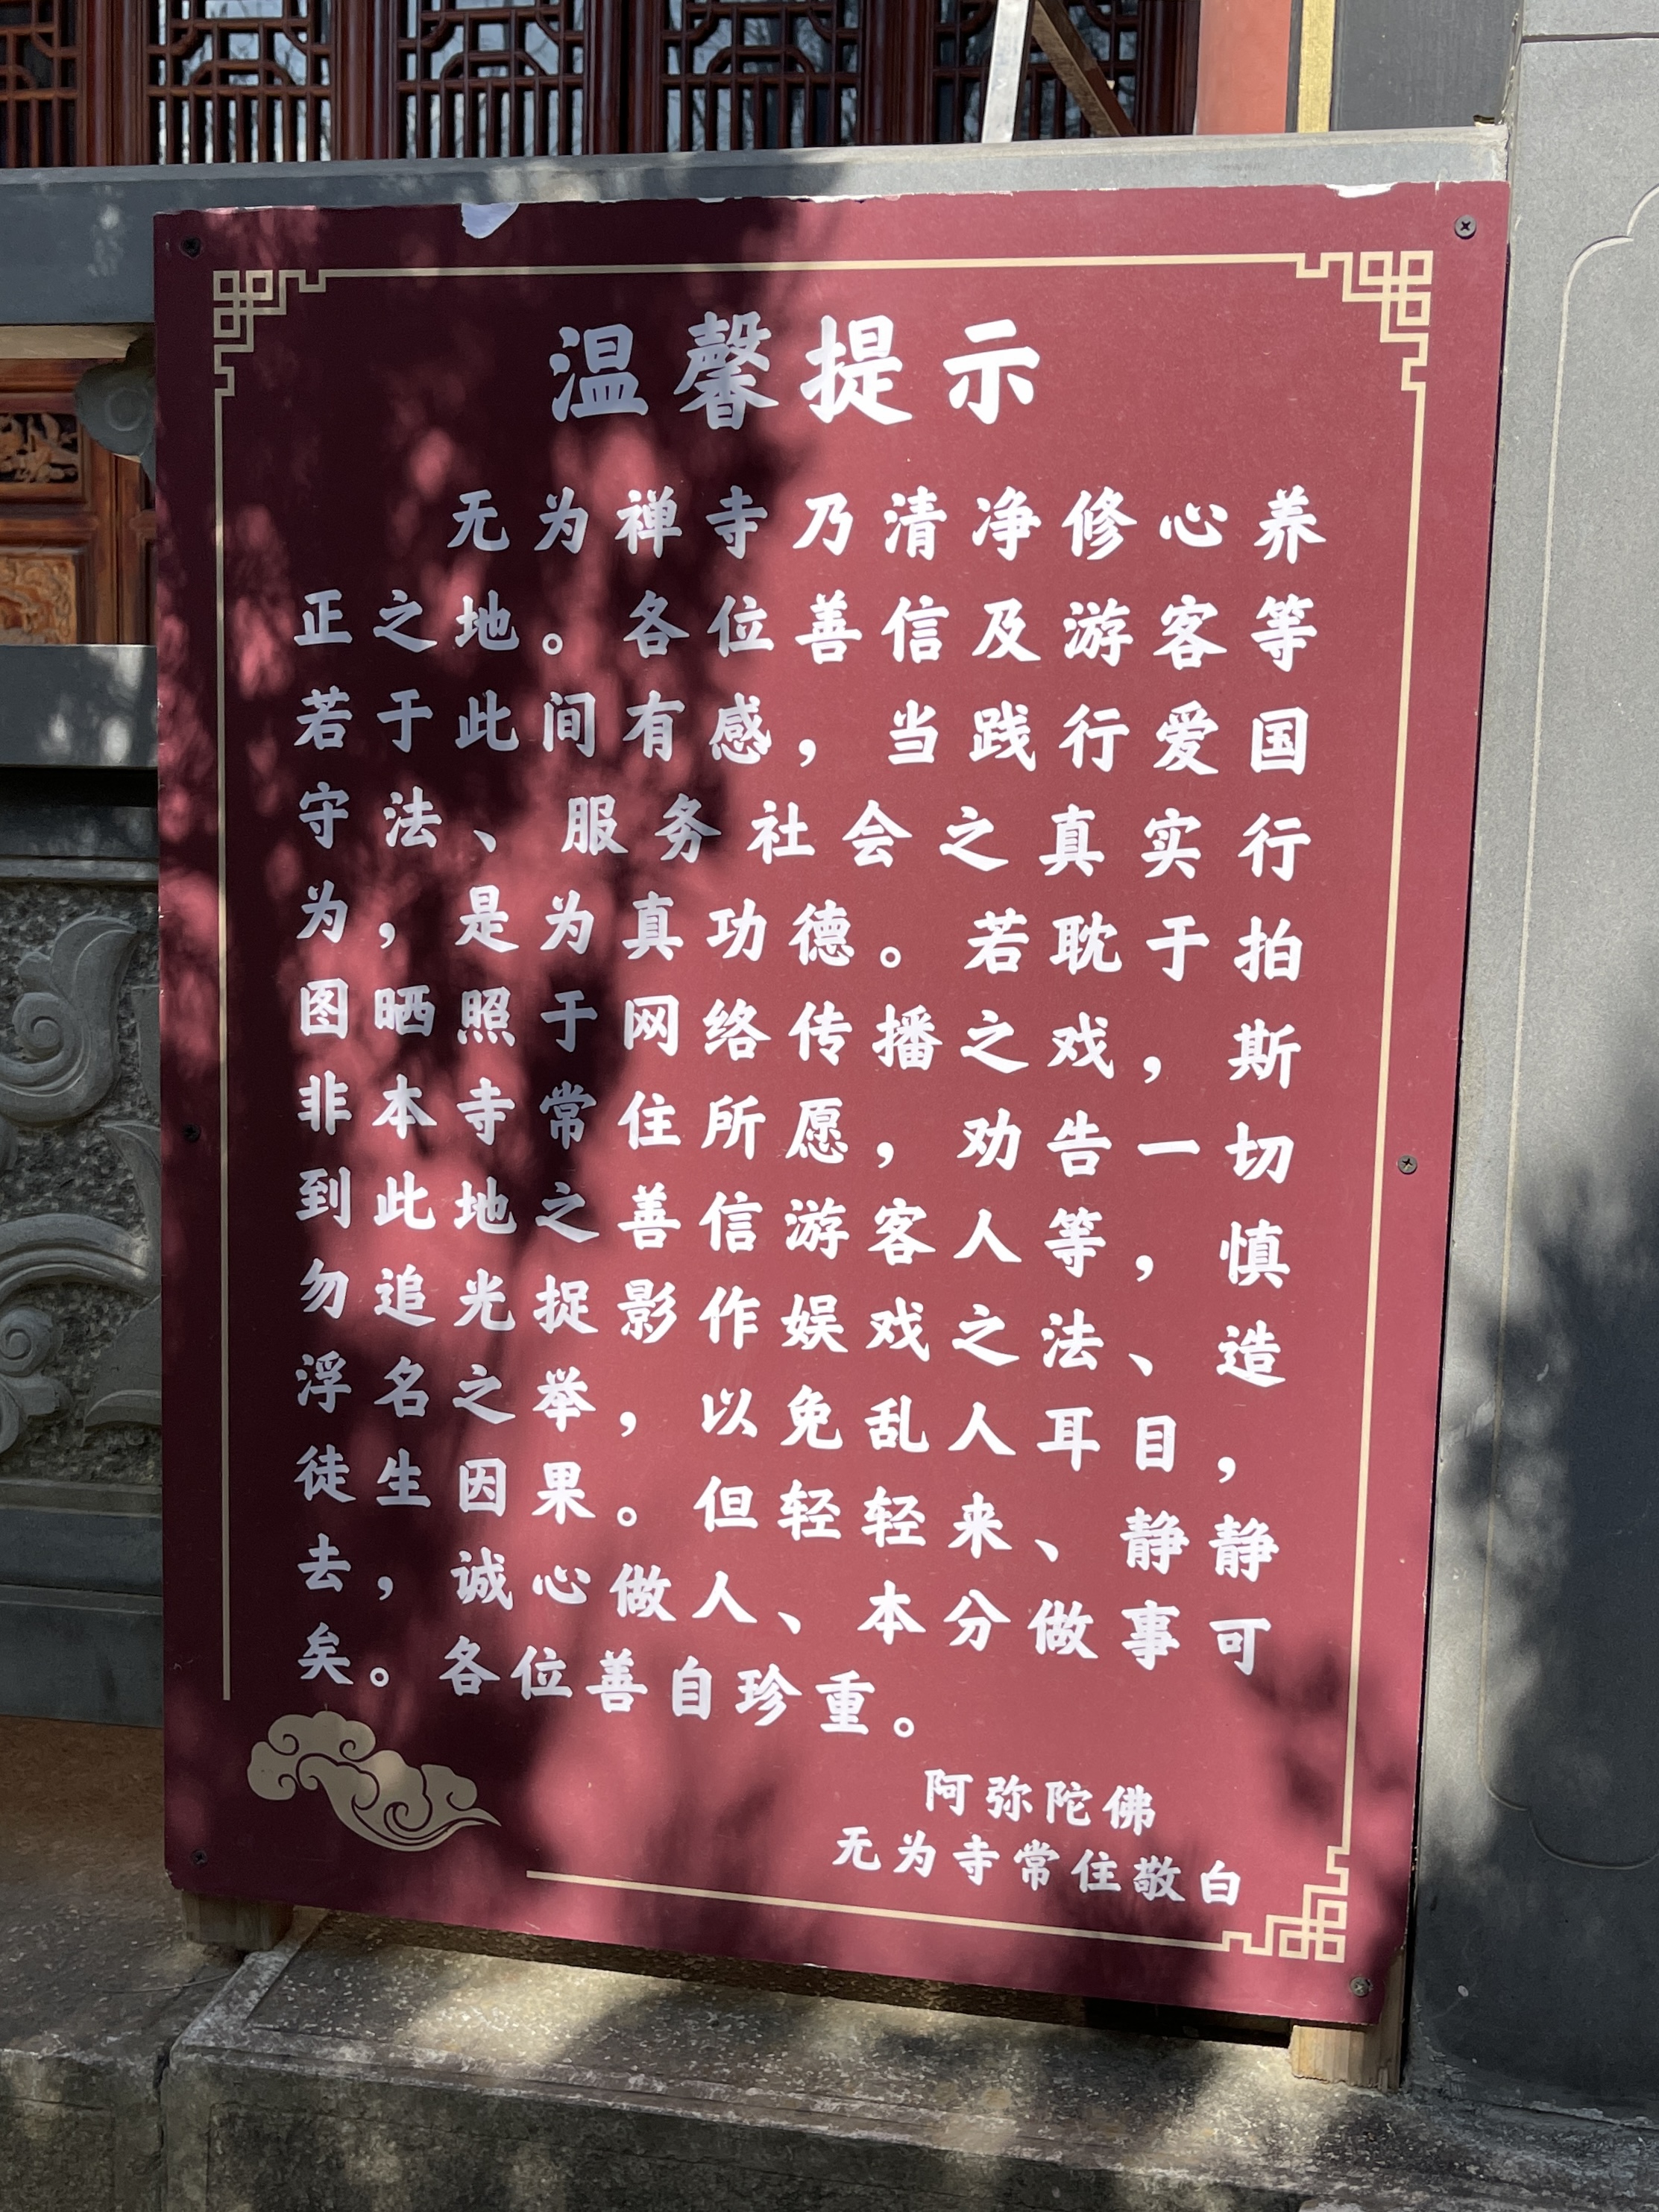 温馨提示
无为禅寺乃清净修心养
正之地。各位善信及游客等
若于此间有感，当践行爱国
守法、服务社会之真实行
为，是为真功德。若耽于拍
图晒照于网络传播之戏，斯
非本寺常住所愿，劝告一切
到此地之善信游客人等，慎
勿追光捉影作娱戏之法、造
浮名之举，以免乱人耳目，
徒生因果。但轻轻来、静静
去，诚心做人、本分做事可
矣。各位善自珍重。
阿弥陀佛
无为寺常住敬白